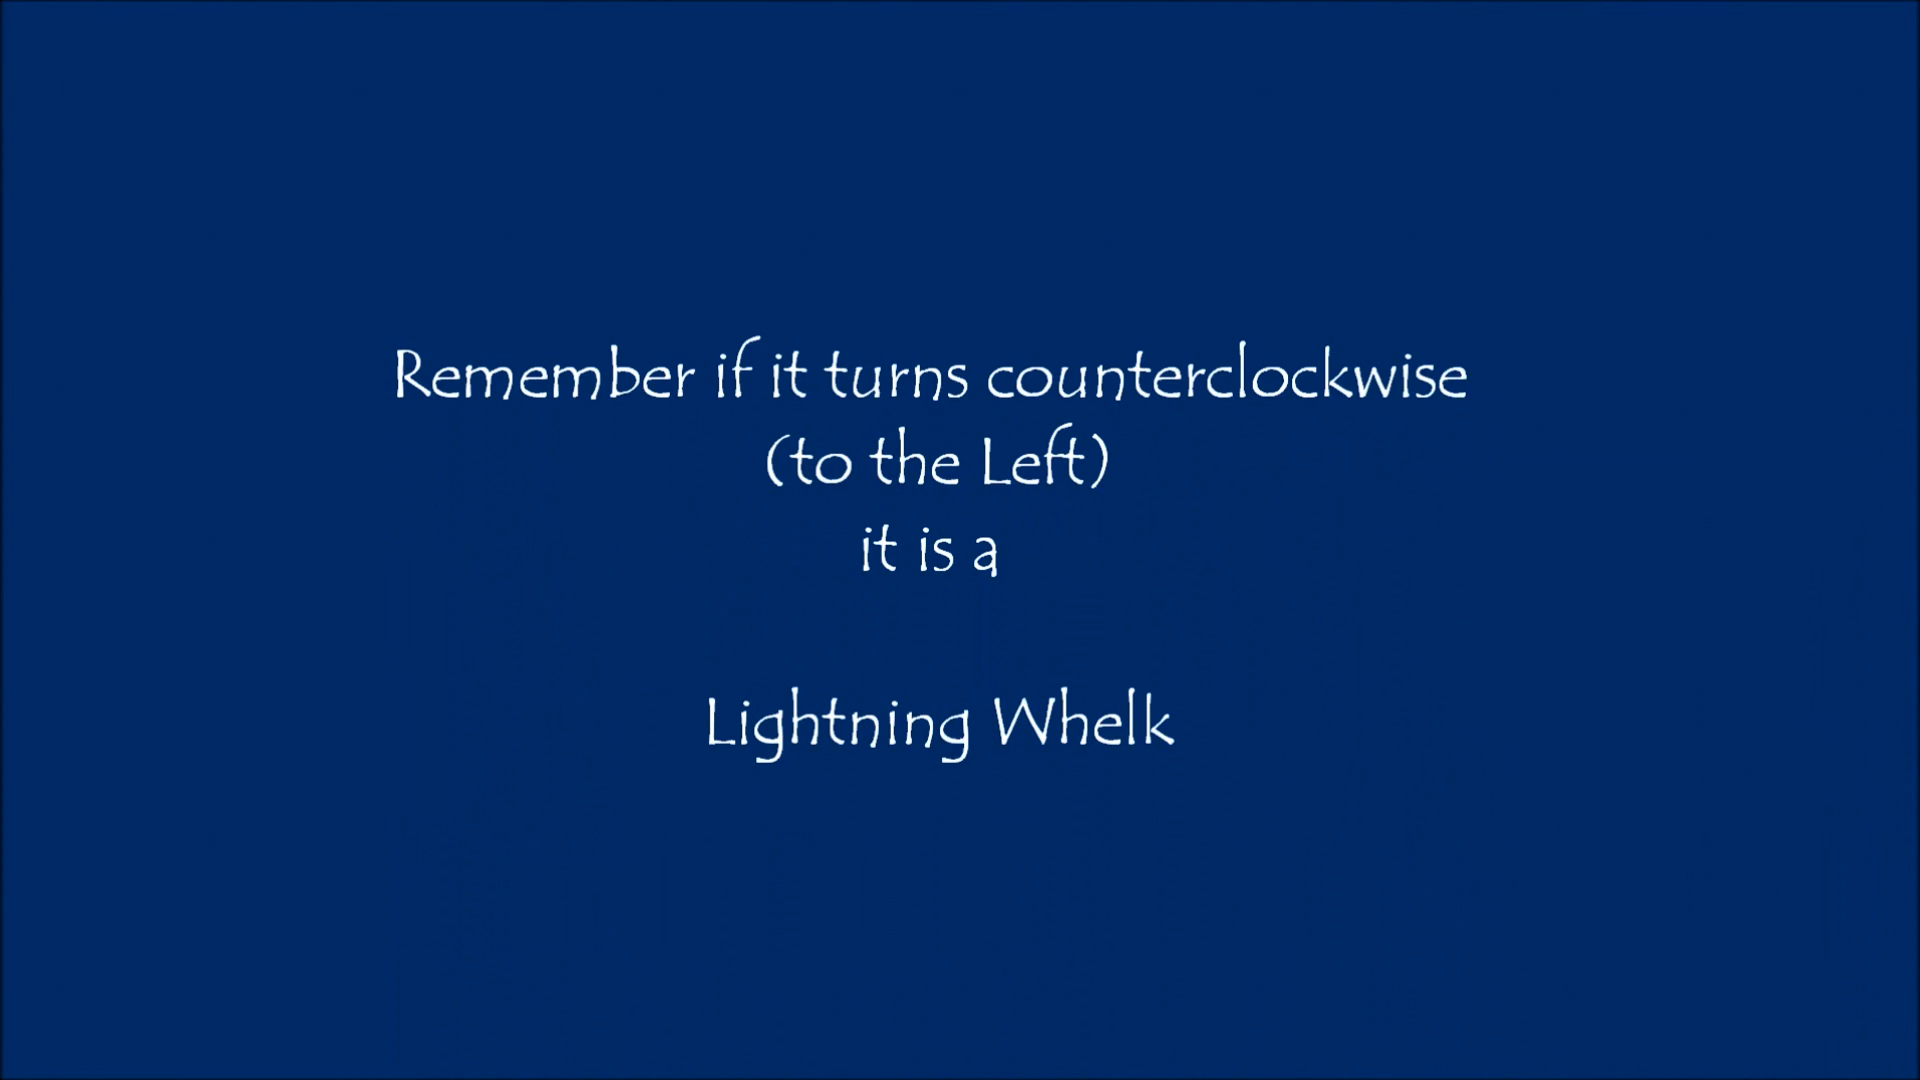 Remember if it turns counterclockwise
(to the Left)
it is a
Lightning Whelk